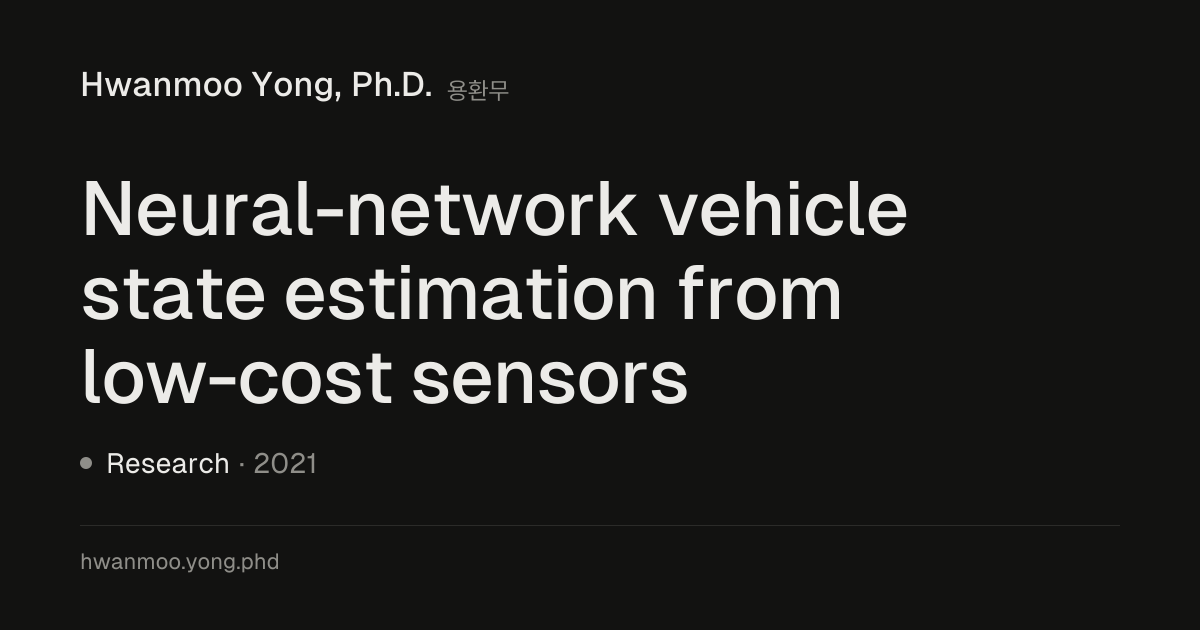 Hwanmoo Yong, Ph.D. 용환무
Neural-network vehicle
state estimation from
low-cost sensors
Research · 2021
hwanmoo.yong.phd